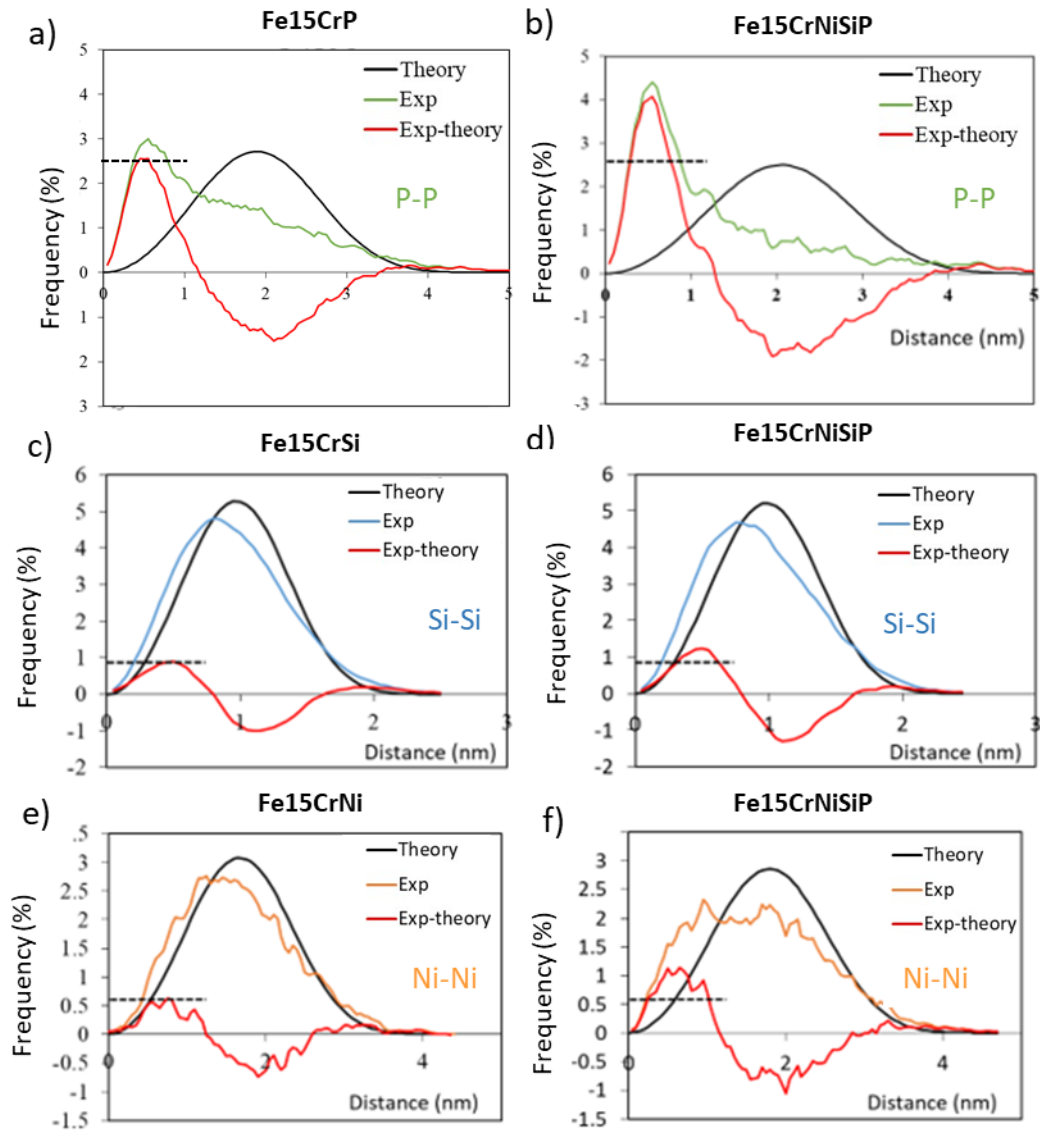 a)
Fe15CrP
5
4
3
2
1
0
1
2
3
Frequency (%)
Theory
Exp
Exp-theory
P-P
0 1 2 3 4 5
b)
Fe15CrNiSiP
5
4
3
2
1
0
-1
-2
-3
Frequency (%)
Theory
Exp
Exp-theory
P-P
0 1 2 3 4 5
Distance (nm)
c)
Fe15CrSi
6
5
4
3
2
1
0
-1
-2
Frequency (%)
Theory
Exp
Exp-theory
Si-Si
0 1 2 3
Distance (nm)
d)
Fe15CrNiSiP
6
5
4
3
2
1
0
-1
-2
Frequency (%)
Theory
Exp
Exp-theory
Si-Si
0 1 2 3
Distance (nm)
e)
Fe15CrNi
.5
3
2.5
2
1.5
1
0.5
0
-0.5
-1
-1.5
Frequency (%)
Theory
Exp
Exp-theory
Ni-Ni
0 2 4
Distance (nm)
f)
Fe15CrNiSiP
3
2.5
2
1.5
1
0.5
0
-0.5
-1
-1.5
Frequency (%)
Theory
Exp
Exp-theory
Ni-Ni
0 2 4
Distance (nm)